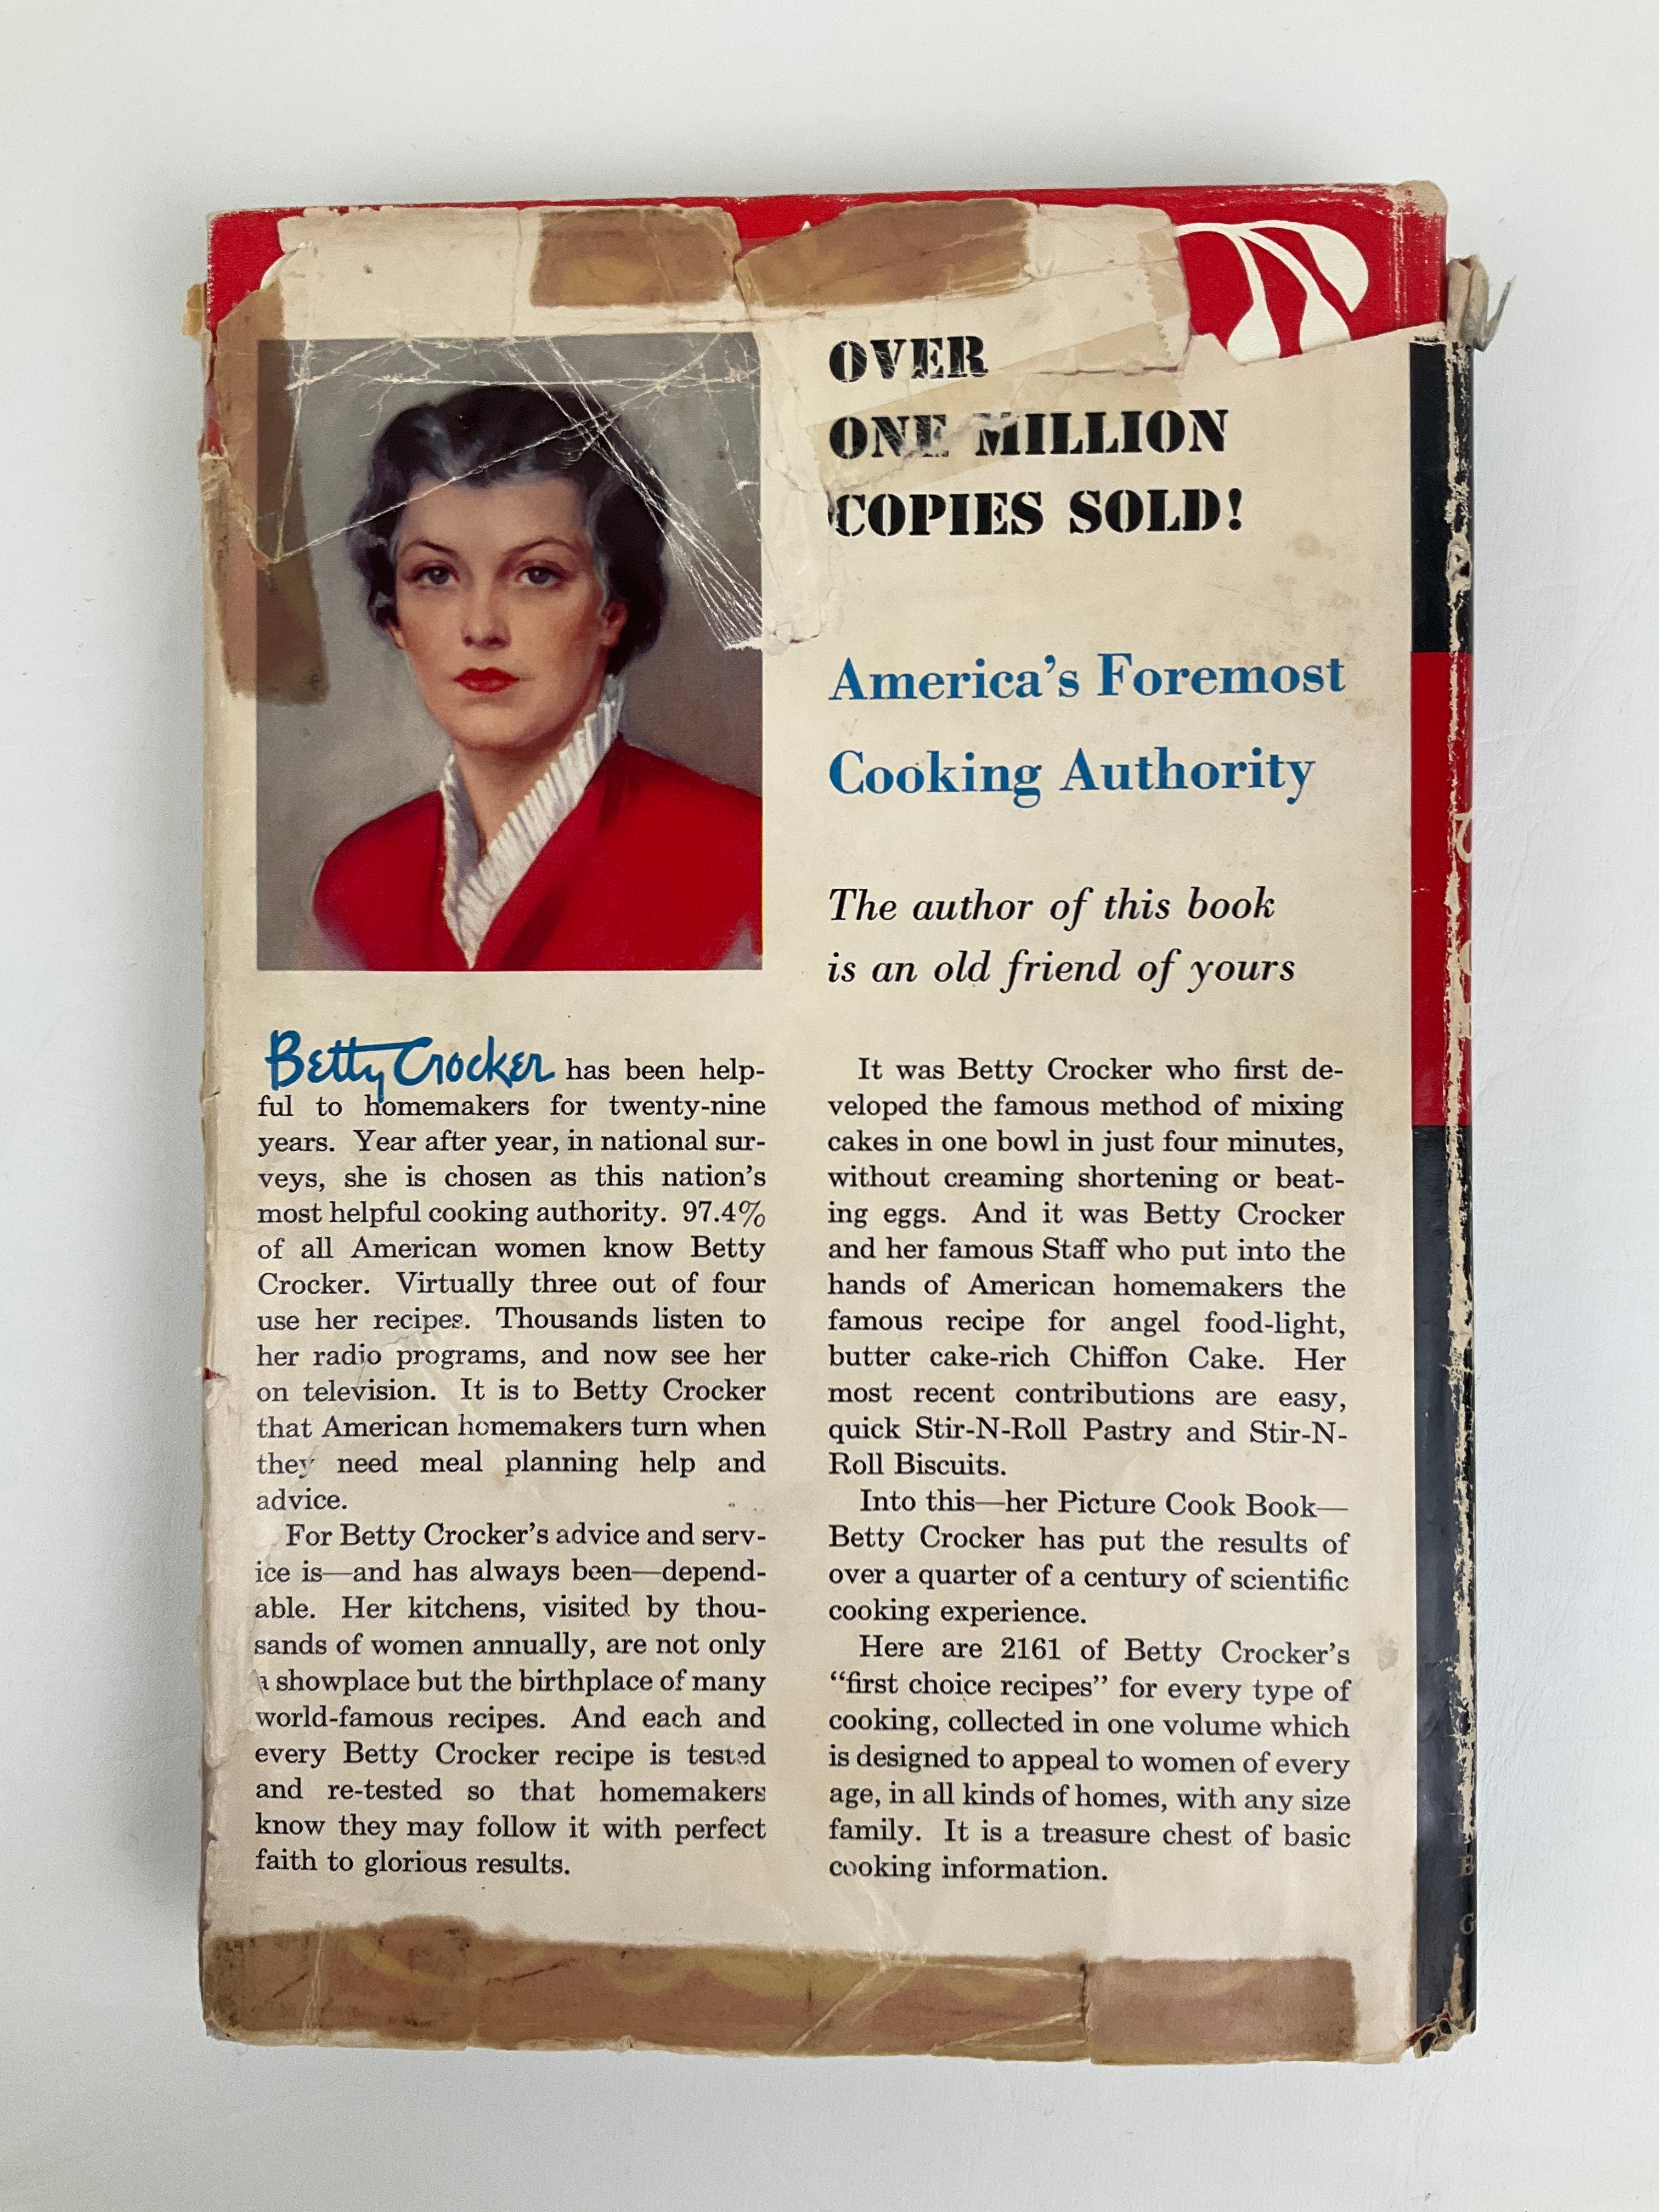 OVER
ONE MILLION
COPIES SOLD!
America's Foremost
Cooking Authority
The author of this book
is an old friend of yours
Betty Crocker has been help-
ful to homemakers for twenty-nine
years. Year after year, in national sur-
veys, she is chosen as this nation's
most helpful cooking authority. 97.4%
of all American women know Betty
Crocker. Virtually three out of four
use her recipes. Thousands listen to
her radio programs, and now see her
on television. It is to Betty Crocker
that American homemakers turn when
they need meal planning help and
advice.
For Betty Crocker's advice and serv-
ice is—and has always been—depend-
able. Her kitchens, visited by thou-
sands of women annually, are not only
a showplace but the birthplace of many
world-famous recipes. And each and
every Betty Crocker recipe is tested
and re-tested so that homemakers
know they may follow it with perfect
faith to glorious results.
It was Betty Crocker who first de-
veloped the famous method of mixing
cakes in one bowl in just four minutes,
without creaming shortening or beat-
ing eggs. And it was Betty Crocker
and her famous Staff who put into the
hands of American homemakers the
famous recipe for angel food-light,
butter cake-rich Chiffon Cake. Her
most recent contributions are easy,
quick Stir-N-Roll Pastry and Stir-N-
Roll Biscuits.
Into this—her Picture Cook Book—
Betty Crocker has put the results of
over a quarter of a century of scientific
cooking experience.
Here are 2161 of Betty Crocker's
"first choice recipes" for every type of
cooking, collected in one volume which
is designed to appeal to women of every
age, in all kinds of homes, with any size
family. It is a treasure chest of basic
cooking information.